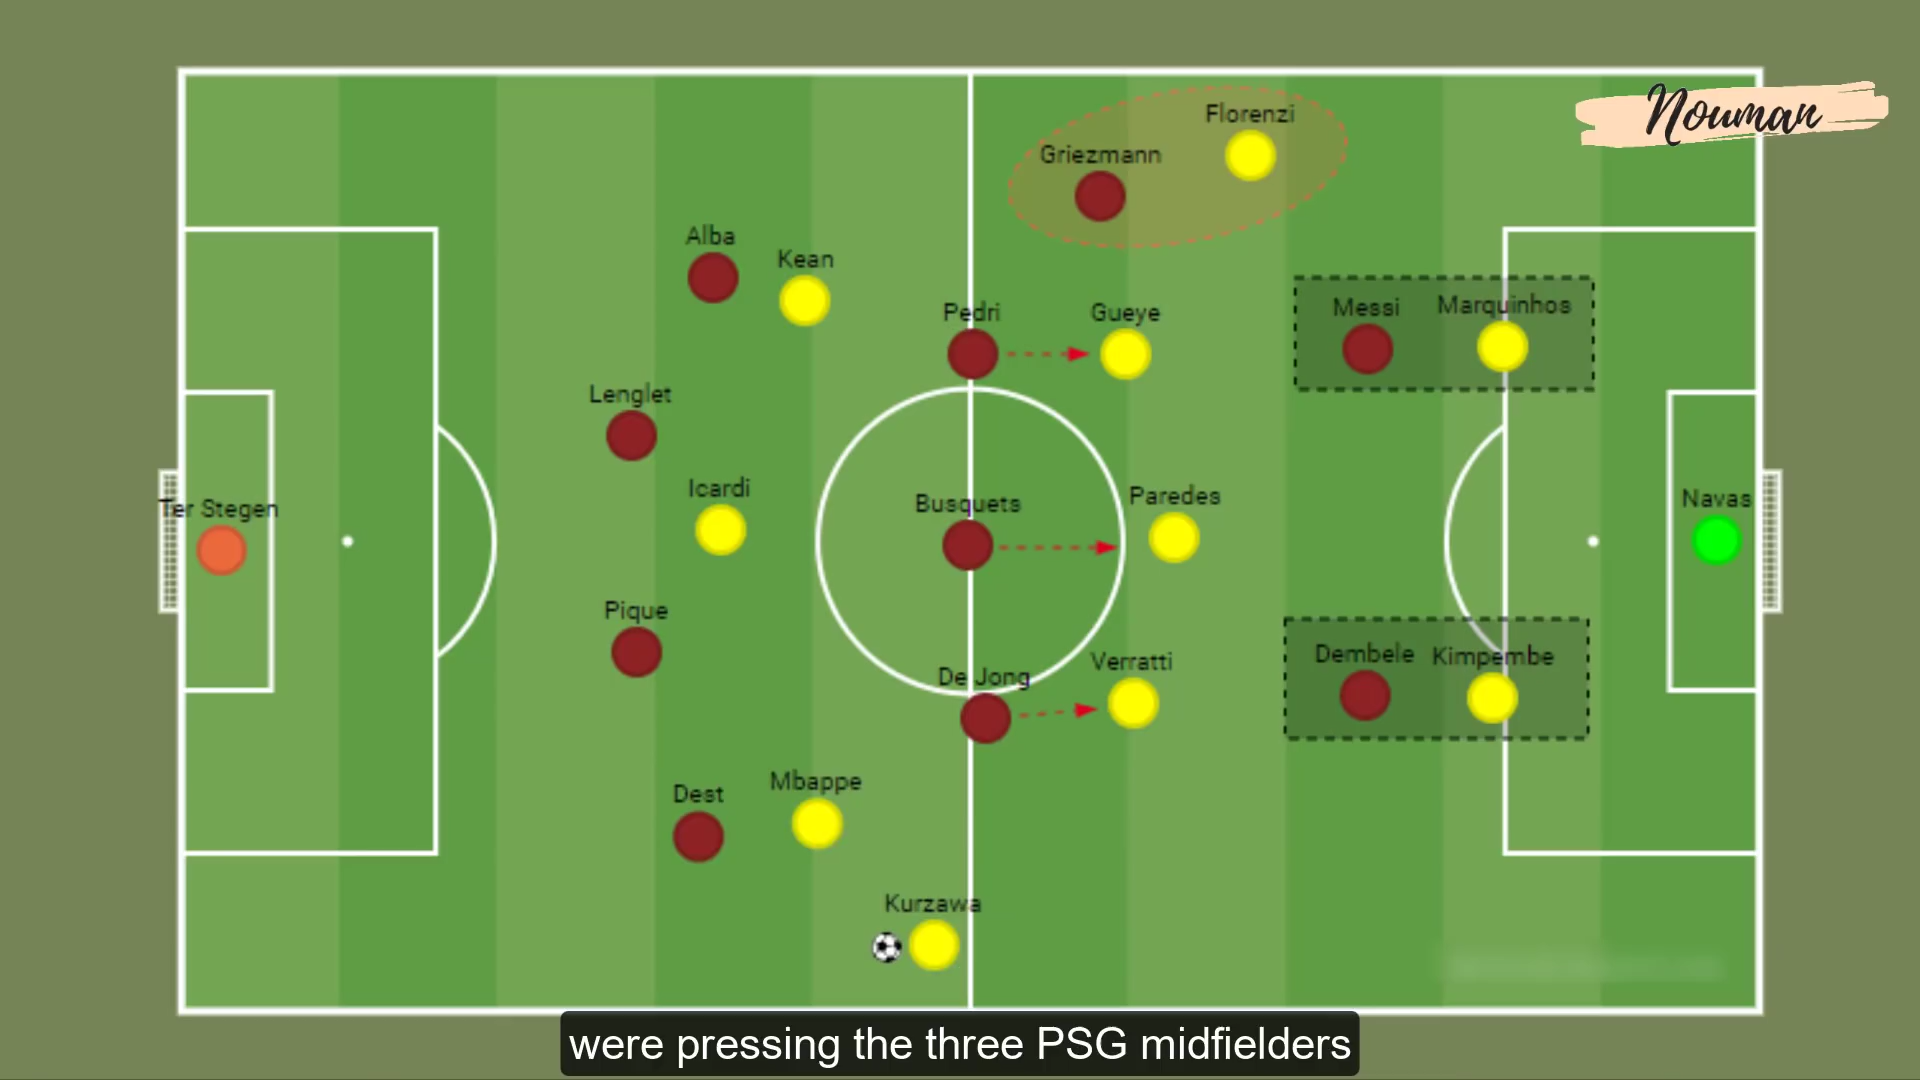 Nouman
Florenzi
Griezmann
Alba
Kean
Pedri
Gueye
Messi
Marquinhos
Lenglet
Icardi
Busquets
Paredes
Navas
Ter Stegen
Pique
De Jong
Verratti
Dembele
Kimpembe
Dest
Mbappe
Kurzawa
were pressing the three PSG midfielders